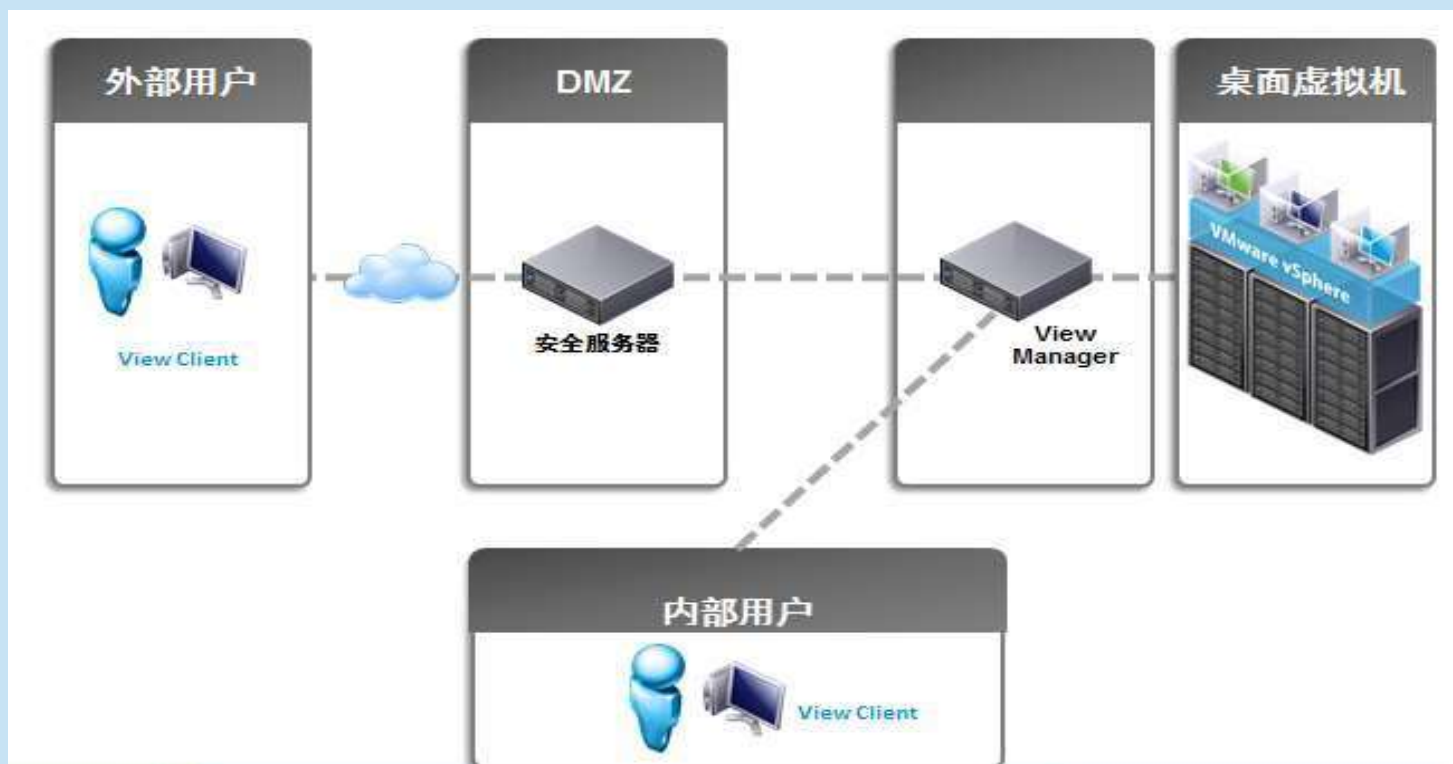 外部用户
DMZ
桌面虚拟机
VMware vSphere
View Client
安全服务器
View
Manager
内部用户
View Client